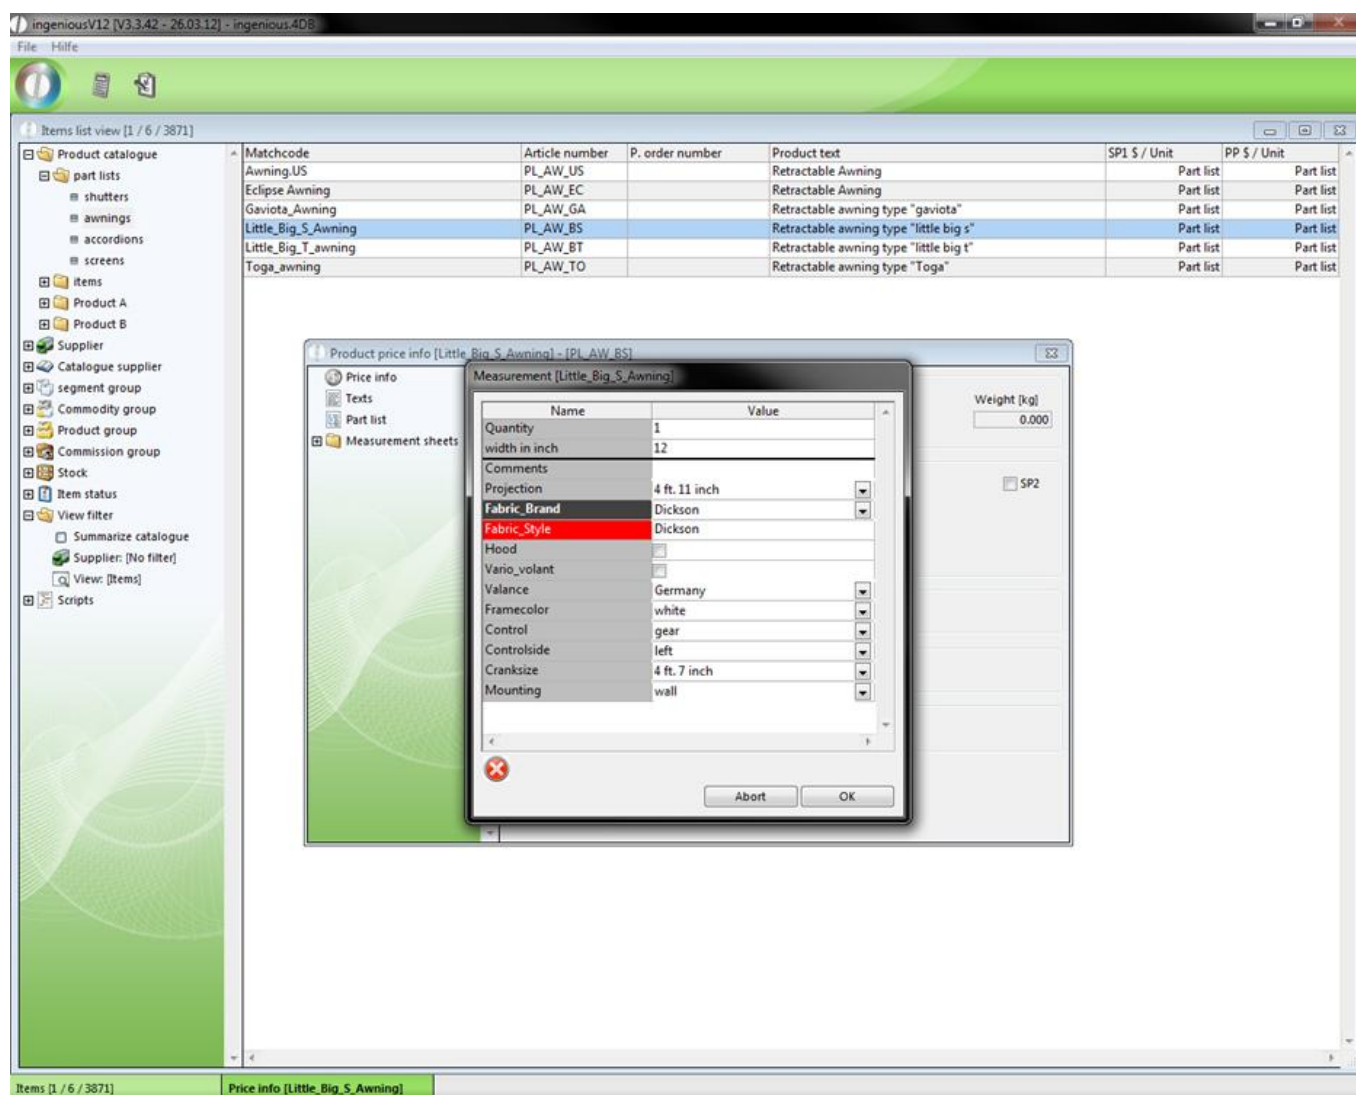 ingeniousV12 [V3.3.42 - 26.03.12] - ingenious.4DB
File Hilfe
Items list view [1 / 6 / 3871]
Product catalogue
part lists
shutters
awnings
accordions
screens
items
Product A
Product B
Supplier
Catalogue supplier
segment group
Commodity group
Product group
Commission group
Stock
Item status
View filter
Summarize catalogue
Supplier: [No filter]
View: [Items]
Scripts
Matchcode Article number P. order number Product text SP1 $ / Unit PP $ / Unit
Awning.US PL_AW_US Retractable Awning Part list Part list
Eclipse Awning PL_AW_EC Retractable Awning Part list Part list
Gaviota_Awning PL_AW_GA Retractable awning type "gaviota" Part list Part list
Little_Big_S_Awning PL_AW_BS Retractable awning type "little big s" Part list Part list
Little_Big_T_awning PL_AW_BT Retractable awning type "little big t" Part list Part list
Toga_awning PL_AW_TO Retractable awning type "Toga" Part list Part list
Product price info [Little_Big_S_Awning] - [PL_AW_BS]
Price info
Texts
Part list
Measurement sheets
Weight [kg]
0.000
SP2
Measurement [Little_Big_S_Awning]
Name Value
Quantity 1
width in inch 12
Comments
Projection 4 ft. 11 inch
Fabric_Brand Dickson
Fabric_Style Dickson
Hood
Vario_volant
Valance Germany
Framecolor white
Control gear
Controlside left
Cranksize 4 ft. 7 inch
Mounting wall
Abort OK
Items [1 / 6 / 3871] Price info [Little_Big_S_Awning]